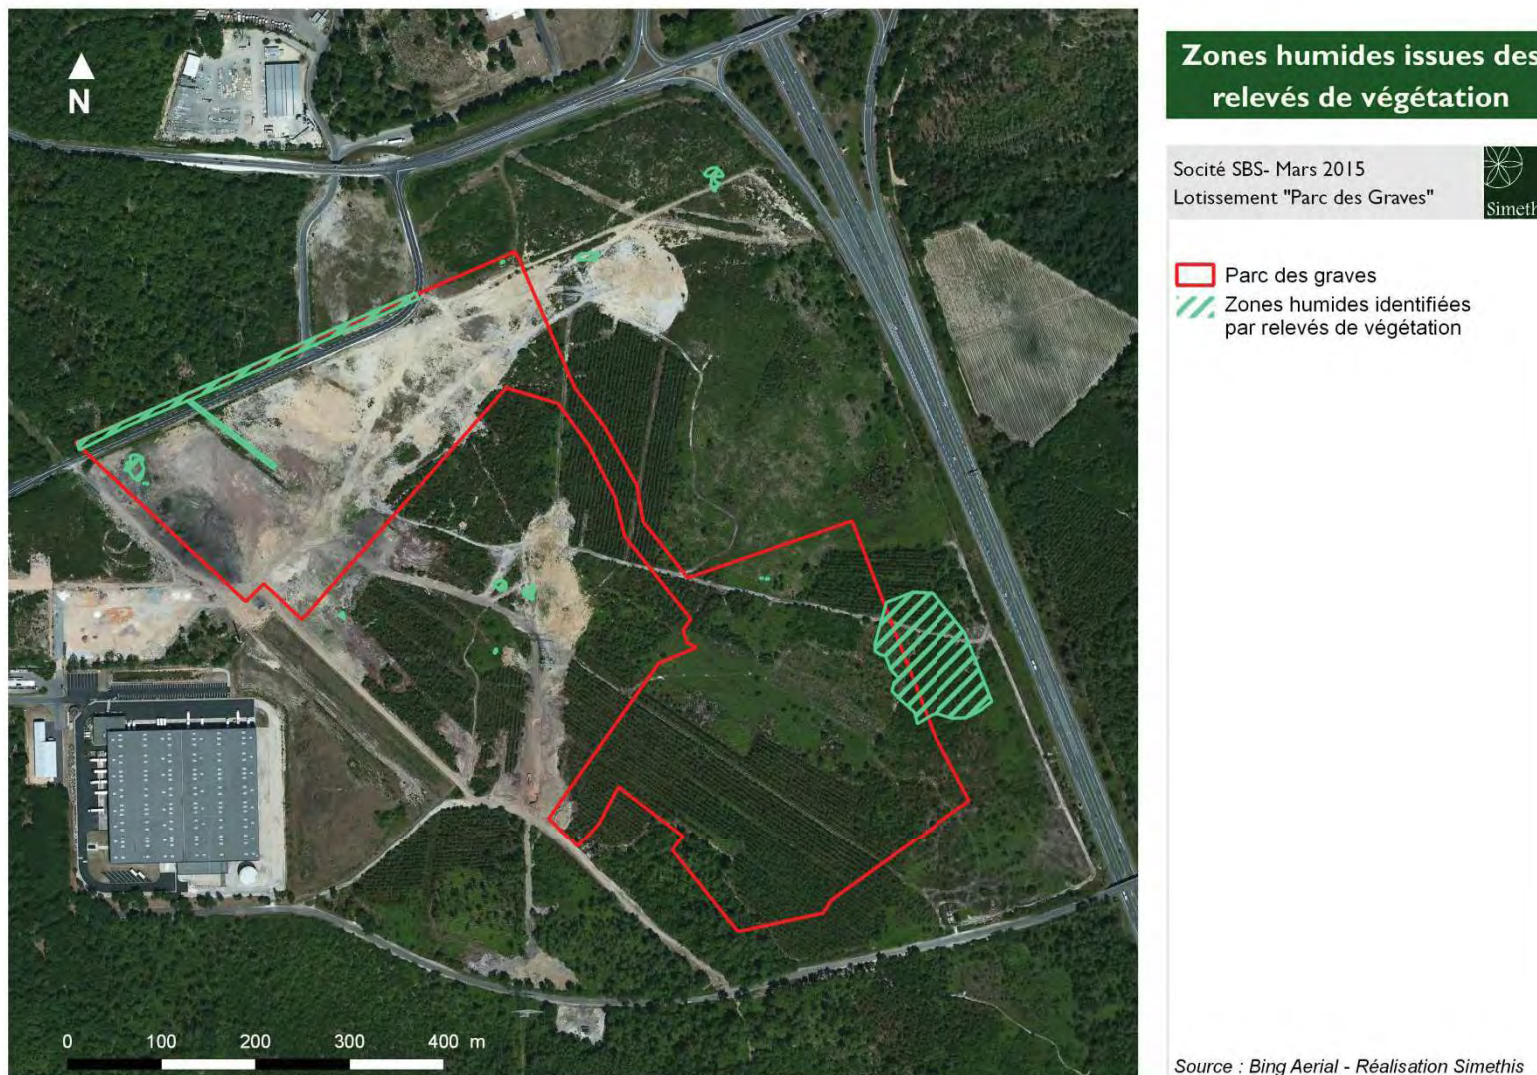 Zones humides issues des
relevés de végétation
Socité SBS- Mars 2015
Lotissement "Parc des Graves"
Simeth
Parc des graves
Zones humides identifiées
par relevés de végétation
N
0 100 200 300 400 m
Source : Bing Aerial - Réalisation Simethis